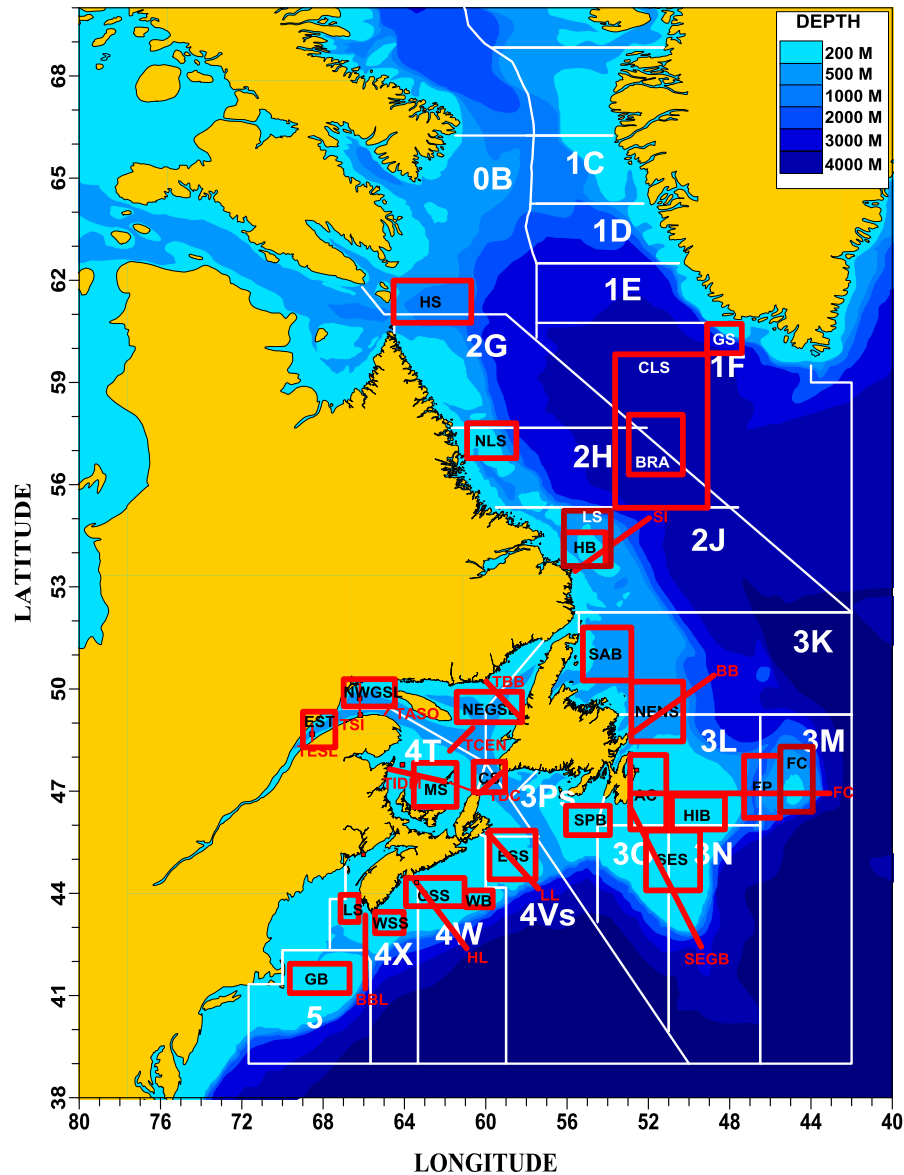 DEPTH
200 M
500 M
1000 M
2000 M
3000 M
4000 M
68
65
62
59
56
53
50
47
44
41
38
LATITUDE
0B
1C
1D
1E
HS
2G
GS
1F
CLS
NLS
2H
BRA
LS
SI
HB
2J
3K
SAB
BB
TBB
NWGSL
NEGSL
NENS
EST
TSI
TASO
TESL
4T
TCEN
3L
3M
FC
CS
TIDM
MS
TDC
3Ps
AC
FP
FC
SPB
HIB
3O
3N
SES
ESS
LL
CSS
WB
LS
WSS
4W
4Vs
4X
HL
SEGB
GB
BBL
5
80
76
72
68
64
60
56
52
48
44
40
LONGITUDE